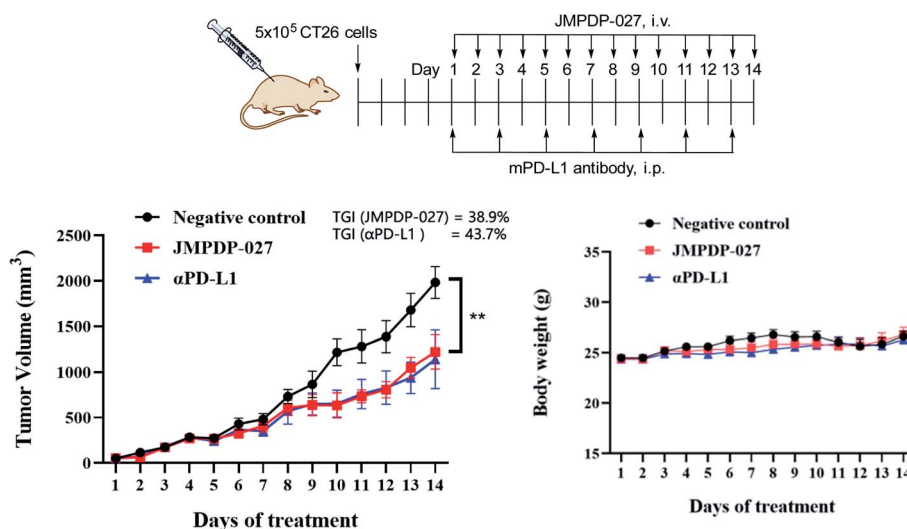 5x10⁵ CT26 cells
JMPDP-027, i.v.
Day 1 2 3 4 5 6 7 8 9 10 11 12 13 14
mPD-L1 antibody, i.p.
Negative control
JMPDP-027
αPD-L1
TGI (JMPDP-027) = 38.9%
TGI (αPD-L1 ) = 43.7%
Tumor Volume (mm³)
2500
2000
1500
1000
500
0
**
1 2 3 4 5 6 7 8 9 10 11 12 13 14
Days of treatment
Negative control
JMPDP-027
αPD-L1
Body weight (g)
35
30
25
20
15
1 2 3 4 5 6 7 8 9 10 11 12 13 14
Days of treatment